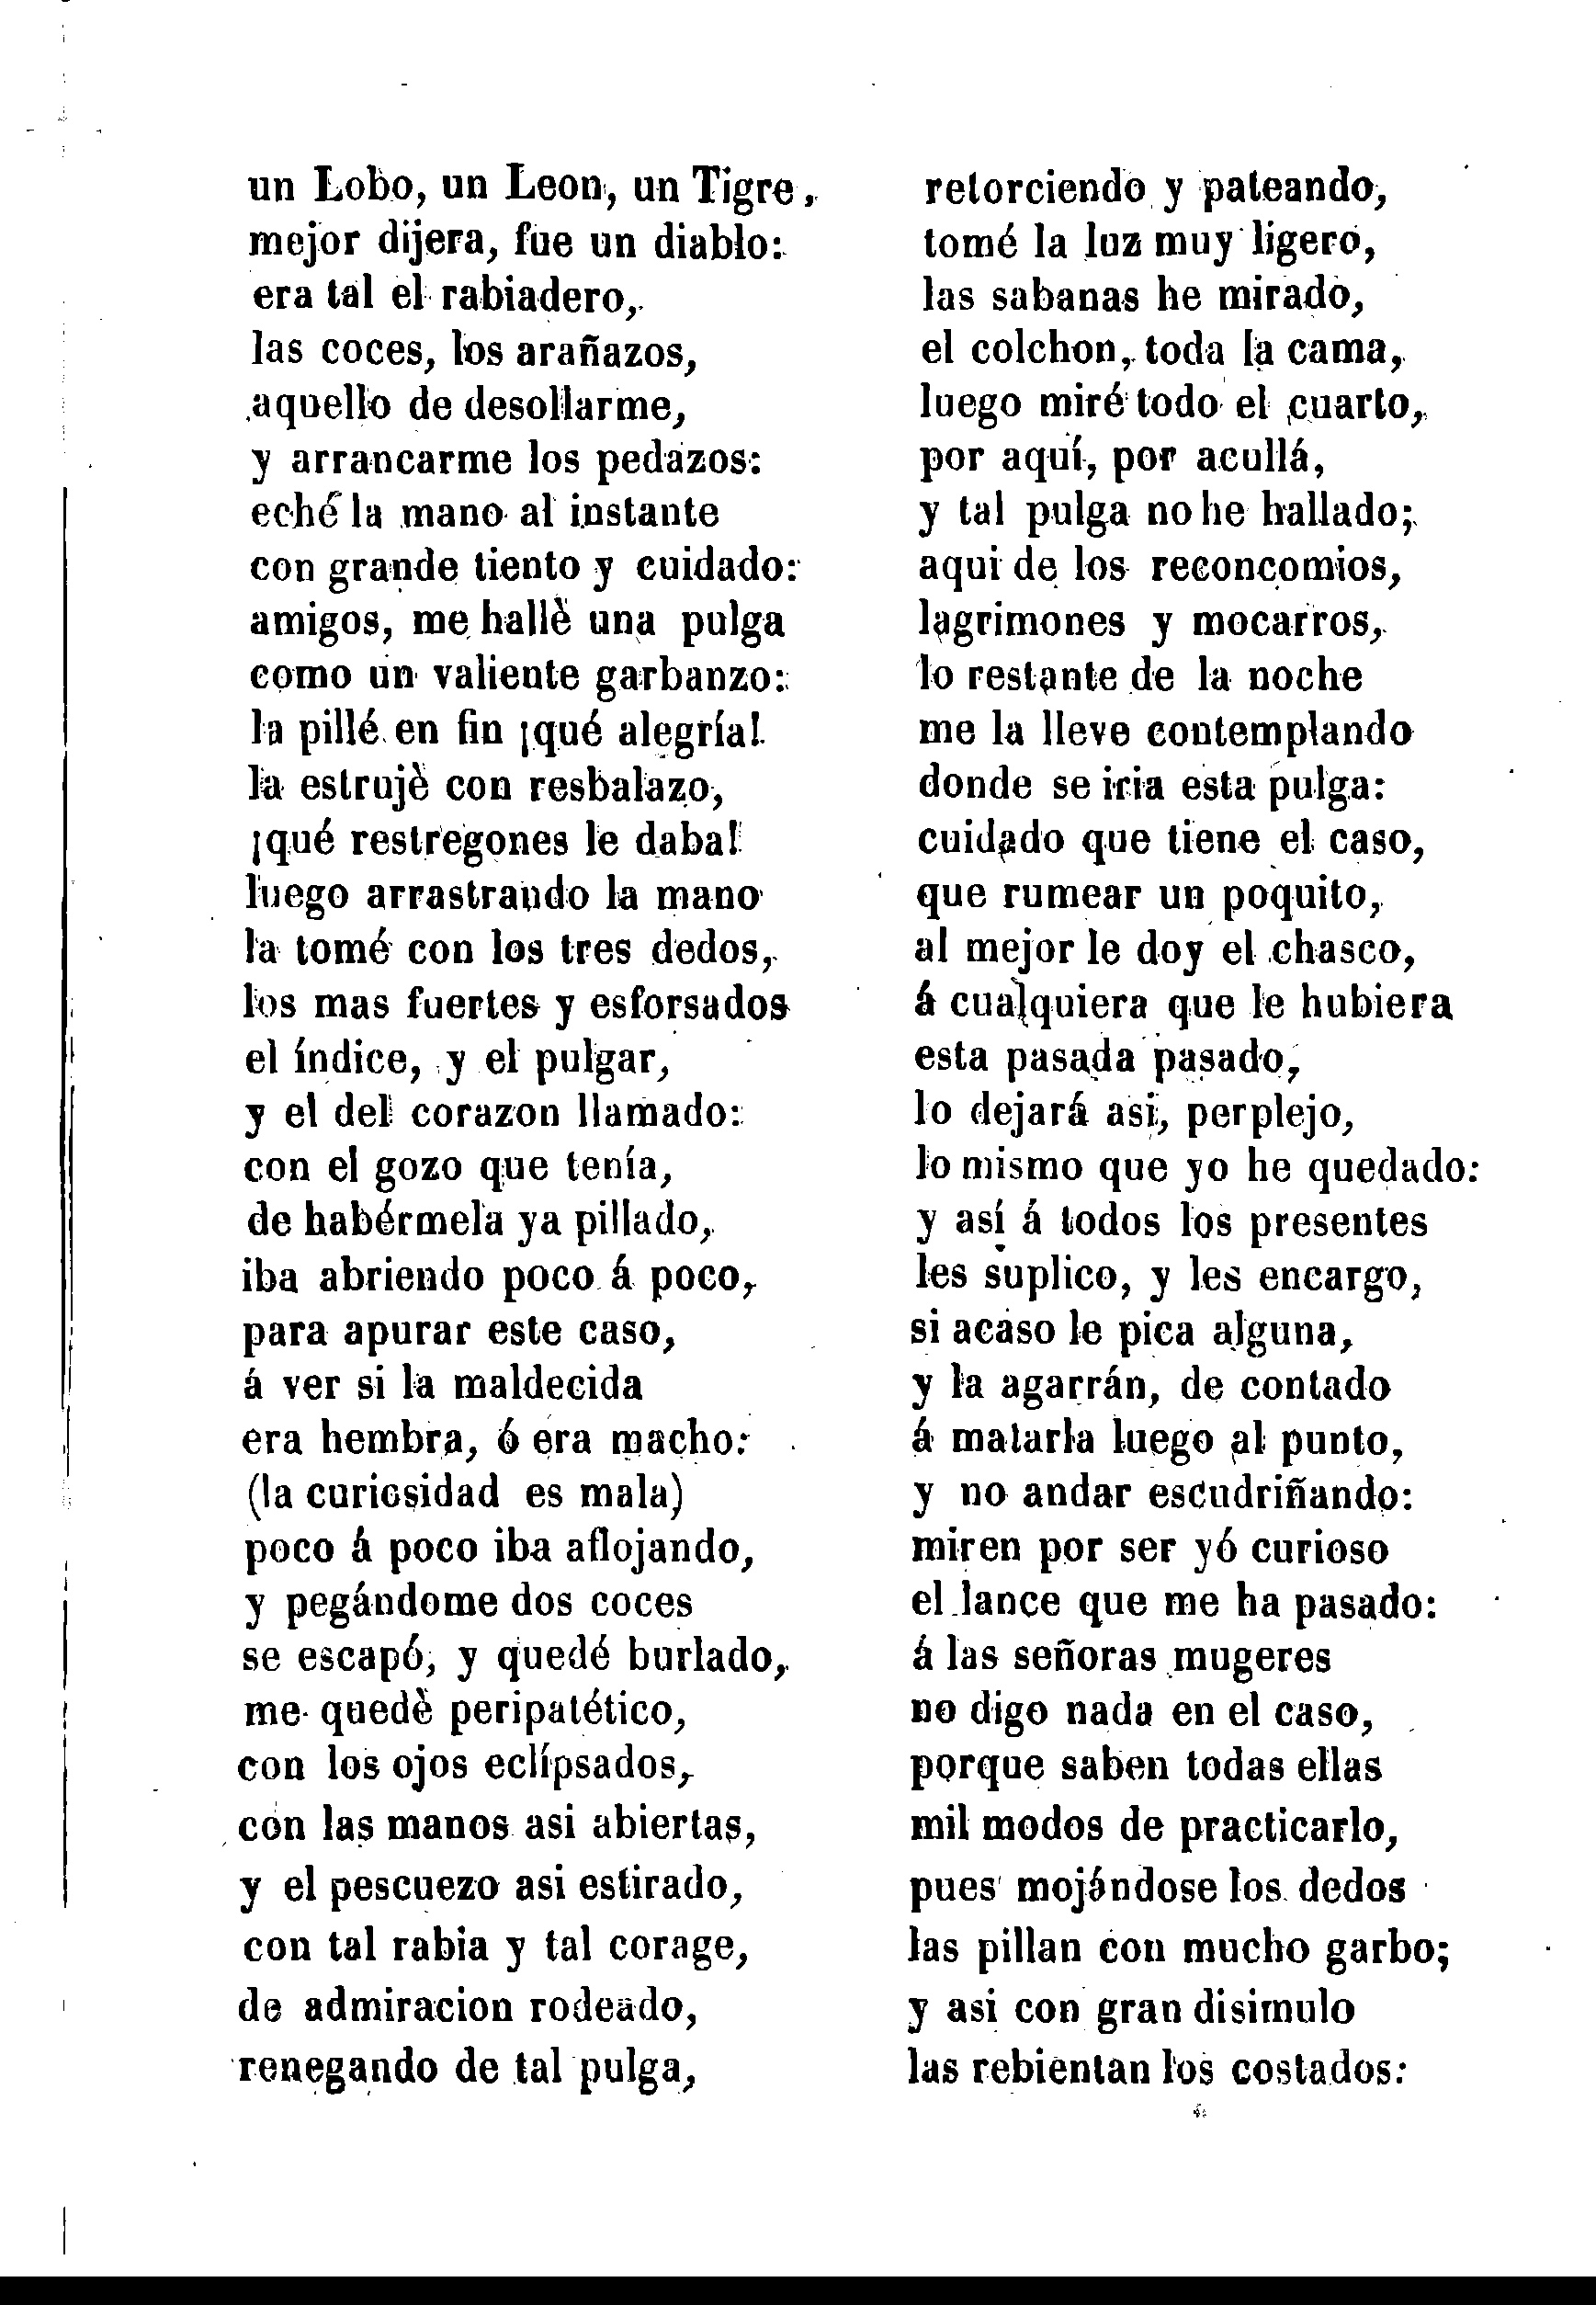 un Lobo, un Leon, un Tigre,
mejor dijera, fue un diablo:
era tal el rabiadero,
las coces, los arañazos,
aquello de desollarme,
y arrancarme los pedazos:
eché la mano al instante
con grande tiento y cuidado:
amigos, me hallè una pulga
como un valiente garbanzo:
la pillé en fin ¡qué alegría!
la estrujè con resbalazo,
¡qué restregones le daba!
luego arrastrando la mano
la tomé con los tres dedos,
los mas fuertes y esforsados
el índice, y el pulgar,
y el del corazon llamado:
con el gozo que tenía,
de habérmela ya pillado,
iba abriendo poco á poco,
para apurar este caso,
á ver si la maldecida
era hembra, ó era macho:
(la curiosidad es mala)
poco á poco iba aflojando,
y pegándome dos coces
se escapó, y quedé burlado,
me quedè peripatético,
con los ojos eclípsados,
con las manos asi abiertas,
y el pescuezo asi estirado,
con tal rabia y tal corage,
de admiracion rodeado,
renegando de tal pulga,
retorciendo y pateando,
tomé la luz muy ligero,
las sabanas he mirado,
el colchon, toda la cama,
luego miré todo el cuarto,
por aquí, por acullá,
y tal pulga no he hallado;
aqui de los reconcomios,
lagrimones y mocarros,
lo restante de la noche
me la lleve contemplando
donde se iria esta pulga:
cuidado que tiene el caso,
que rumear un poquito,
al mejor le doy el chasco,
á cualquiera que le hubiera
esta pasada pasado,
lo dejará asi, perplejo,
lo mismo que yo he quedado:
y así á todos los presentes
les suplico, y les encargo,
si acaso le pica alguna,
y la agarrán, de contado
á matarla luego al punto,
y no andar escudriñando:
miren por ser yó curioso
el lance que me ha pasado:
á las señoras mugeres
no digo nada en el caso,
porque saben todas ellas
mil modos de practicarlo,
pues mojándose los dedos
las pillan con mucho garbo;
y asi con gran disimulo
las rebientan los costados: